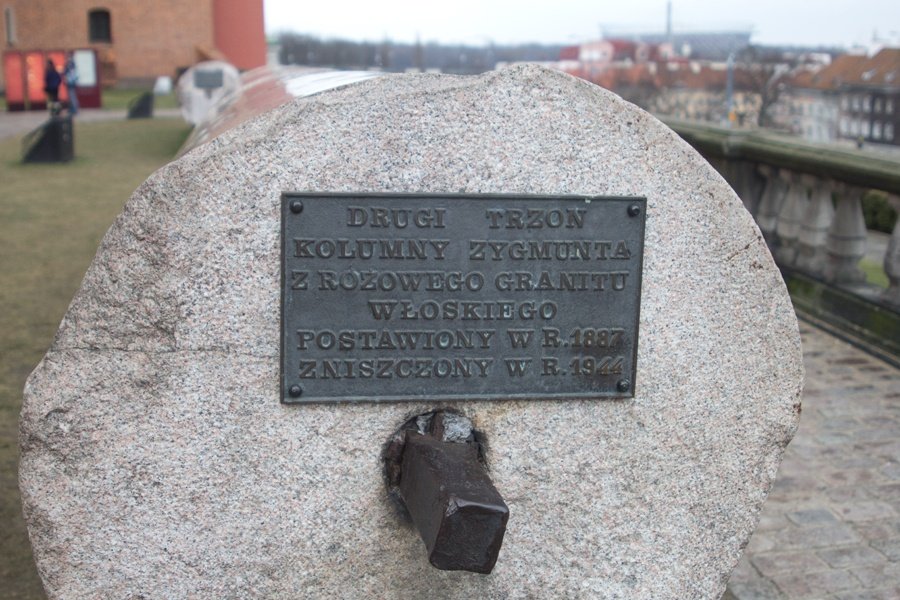 DRUGI TRZON
KOLUMNY ZYGMUNTA
Z RÓŻOWEGO GRANITU
WŁOSKIEGO
POSTAWIONY W R.1887
ZNISZCZONY W R.1944